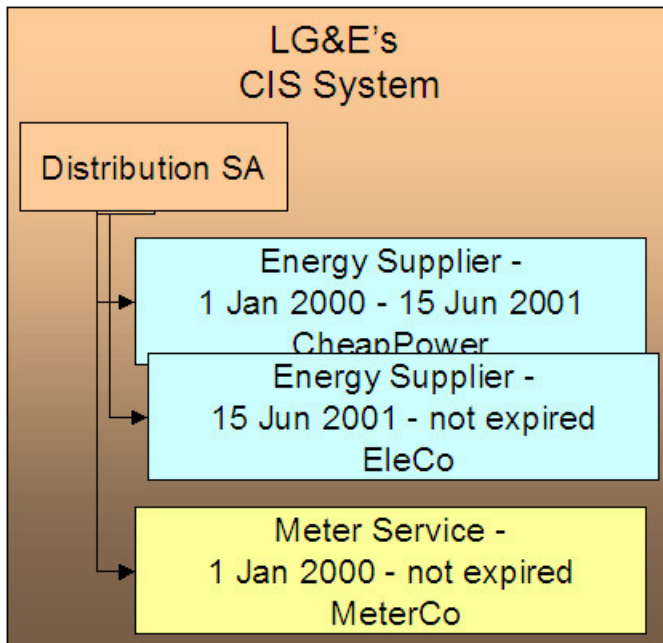 LG&E's
CIS System
Distribution SA
Energy Supplier -
1 Jan 2000 - 15 Jun 2001
CheapPower
Energy Supplier -
15 Jun 2001 - not expired
EleCo
Meter Service -
1 Jan 2000 - not expired
MeterCo